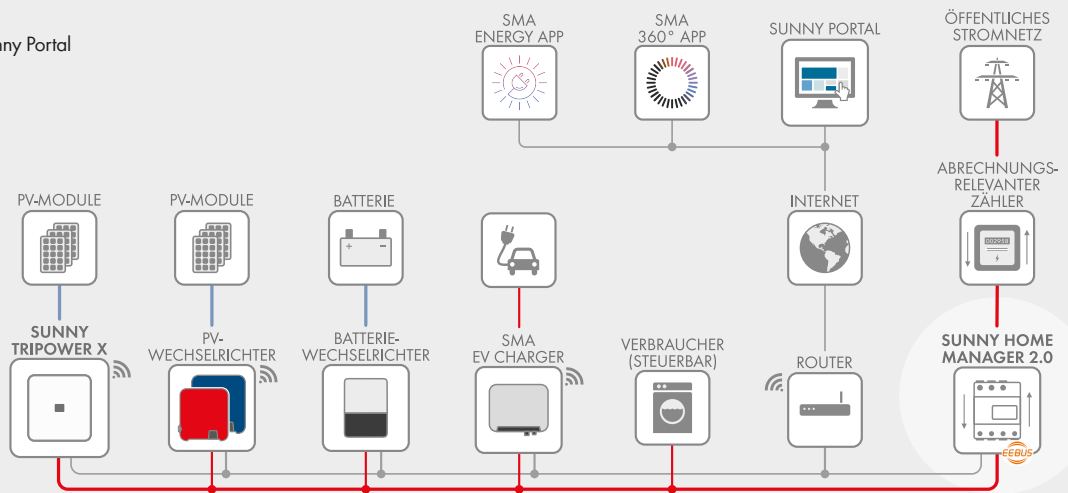 nny Portal
SMA
ENERGY APP
SMA
360° APP
SUNNY PORTAL
ÖFFENTLICHES
STROMNETZ
PV-MODULE
PV-MODULE
BATTERIE
INTERNET
ABRECHNUNGS-
RELEVANTER
ZÄHLER
SUNNY
TRIPOWER X
PV-
WECHSELRICHTER
BATTERIE-
WECHSELRICHTER
SMA
EV CHARGER
VERBRAUCHER
(STEUERBAR)
ROUTER
SUNNY HOME
MANAGER 2.0
EEBUS